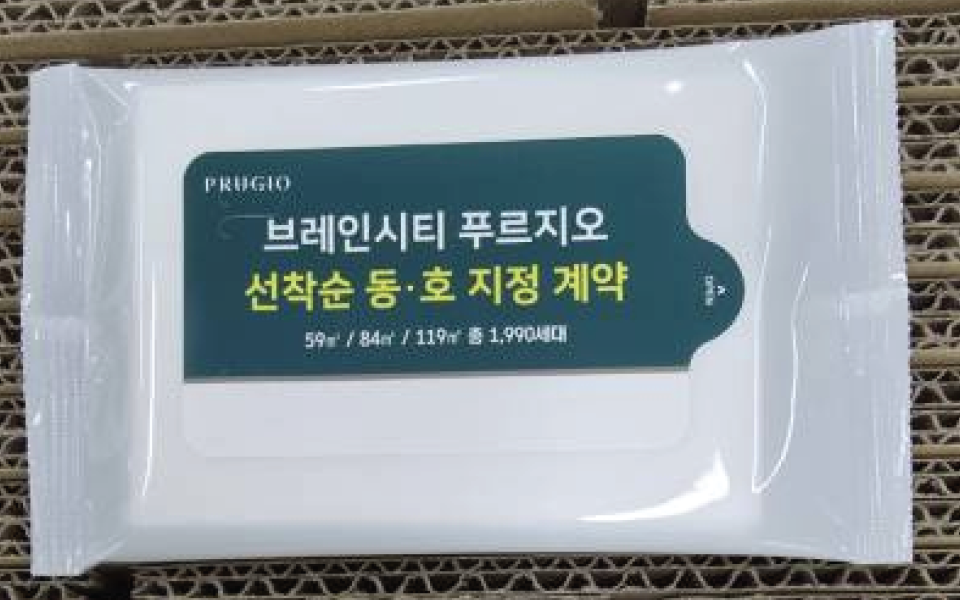 PRUGIO
브레인시티 푸르지오
선착순 동·호 지정 계약
59㎡ / 84㎡ / 119㎡ 총 1,990세대
OPEN